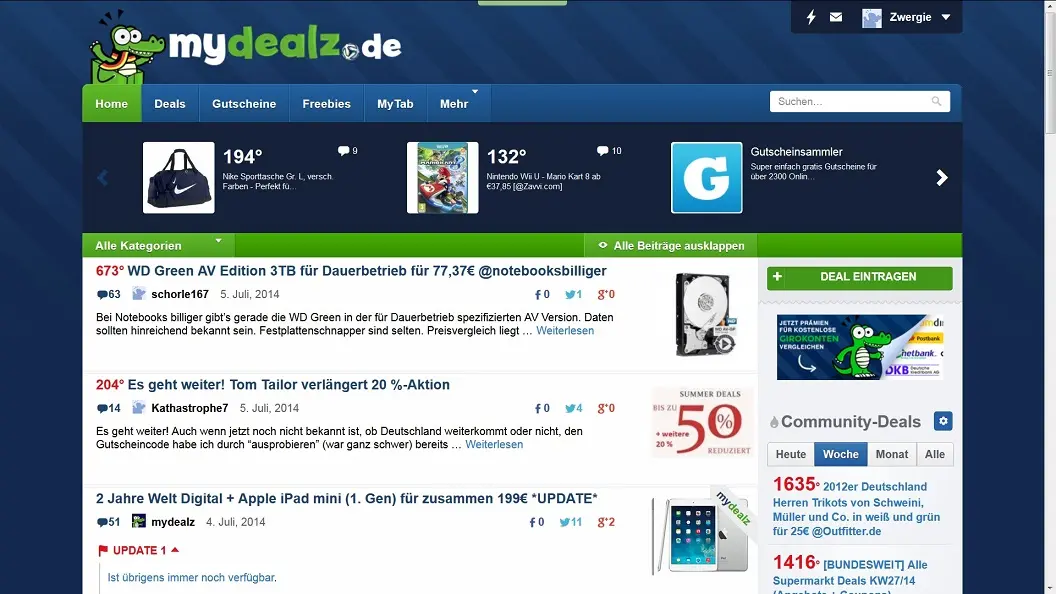 mydealz.de
Zwergie
Home Deals Gutscheine Freebies MyTab Mehr
Suchen...
194° 9
Nike Sporttasche Gr. L, versch.
Farben - Perfekt fü...
132° 10
Nintendo Wii U - Mario Kart 8 ab
€37,85 [@Zavvi.com]
G
Gutscheinsammler
Super einfach gratis Gutscheine für
über 2300 Onlin...
Alle Kategorien
Alle Beiträge ausklappen
673° WD Green AV Edition 3TB für Dauerbetrieb für 77,37€ @notebooksbilliger
63 schorle167 5. Juli, 2014 0 1 0
Bei Notebooks billiger gibt's gerade die WD Green in der für Dauerbetrieb spezifizierten AV Version. Daten
sollten hinreichend bekannt sein. Festplattenschnapper sind selten. Preisvergleich liegt ... Weiterlesen
204° Es geht weiter! Tom Tailor verlängert 20 %-Aktion
14 Kathastrophe7 5. Juli, 2014 0 4 0
Es geht weiter! Auch wenn jetzt noch nicht bekannt ist, ob Deutschland weiterkommt oder nicht, den
Gutscheincode habe ich durch “ausprobieren” (war ganz schwer) bereits ... Weiterlesen
SUMMER DEALS
BIS ZU
50%
+ weitere
20 %
REDUZIERT
2 Jahre Welt Digital + Apple iPad mini (1. Gen) für zusammen 199€ *UPDATE*
51 mydealz 4. Juli, 2014 0 11 2
mydealz
UPDATE 1
Ist übrigens immer noch verfügbar.
+ DEAL EINTRAGEN
JETZT PRÄMIEN
FÜR KOSTENLOSE
GIROKONTEN
VERGLEICHEN
Postbank
netbank.
DKB Deutsche
Kreditbank AG
Community-Deals
Heute Woche Monat Alle
1635° 2012er Deutschland
Herren Trikots von Schweini,
Müller und Co. in weiß und grün
für 25€ @Outfitter.de
1416° [BUNDESWEIT] Alle
Supermarkt Deals KW27/14
(Angebote + Coupons)